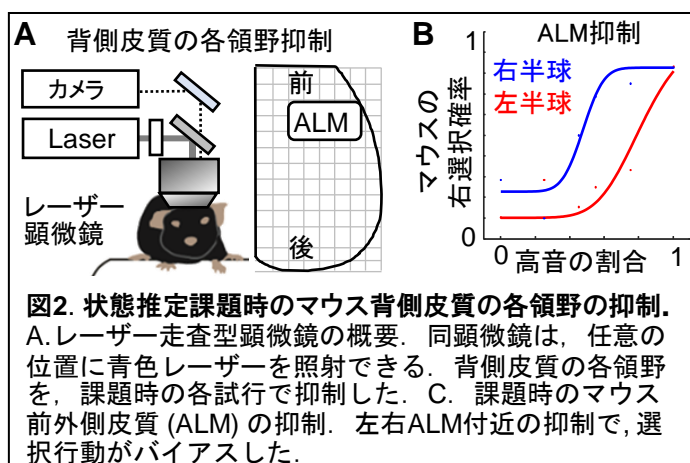 A 背側皮質の各領野抑制
カメラ
Laser
レーザー
顕微鏡
前
ALM
後
B ALM抑制
1
右半球
左半球
マウスの
右選択確率
0
0 高音の割合 1
図2. 状態推定課題時のマウス背側皮質の各領野の抑制.
A.レーザー走査型顕微鏡の概要. 同顕微鏡は, 任意の
位置に青色レーザーを照射できる. 背側皮質の各領野
を, 課題時の各試行で抑制した. C. 課題時のマウス
前外側皮質 (ALM) の抑制. 左右ALM付近の抑制で, 選
択行動がバイアスした.